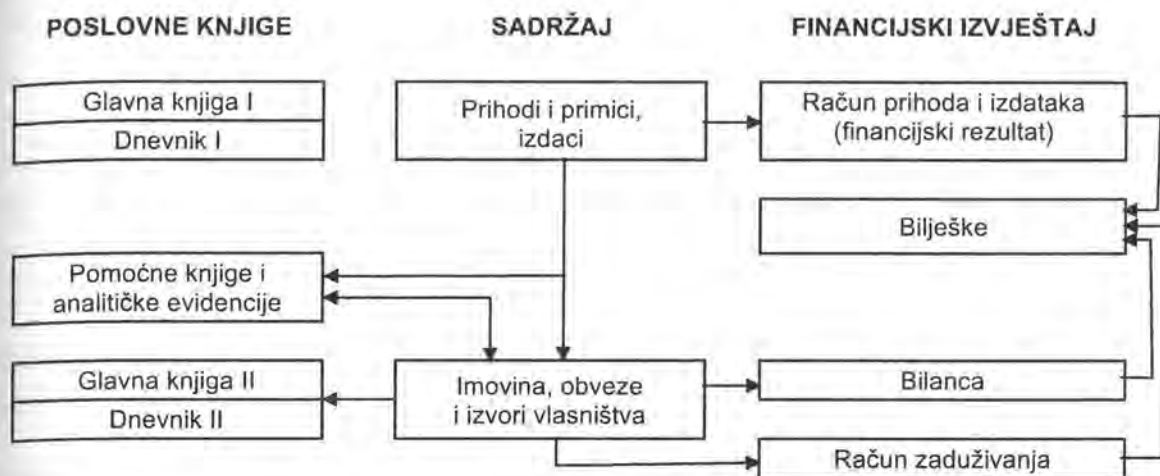 POSLOVNE KNJIGE
SADRŽAJ
FINANCIJSKI IZVJEŠTAJ
Glavna knjiga I
Dnevnik I
Prihodi i primici,
izdaci
Račun prihoda i izdataka
(financijski rezultat)
Bilješke
Pomoćne knjige i
analitičke evidencije
Glavna knjiga II
Dnevnik II
Imovina, obveze
i izvori vlasništva
Bilanca
Račun zaduživanja